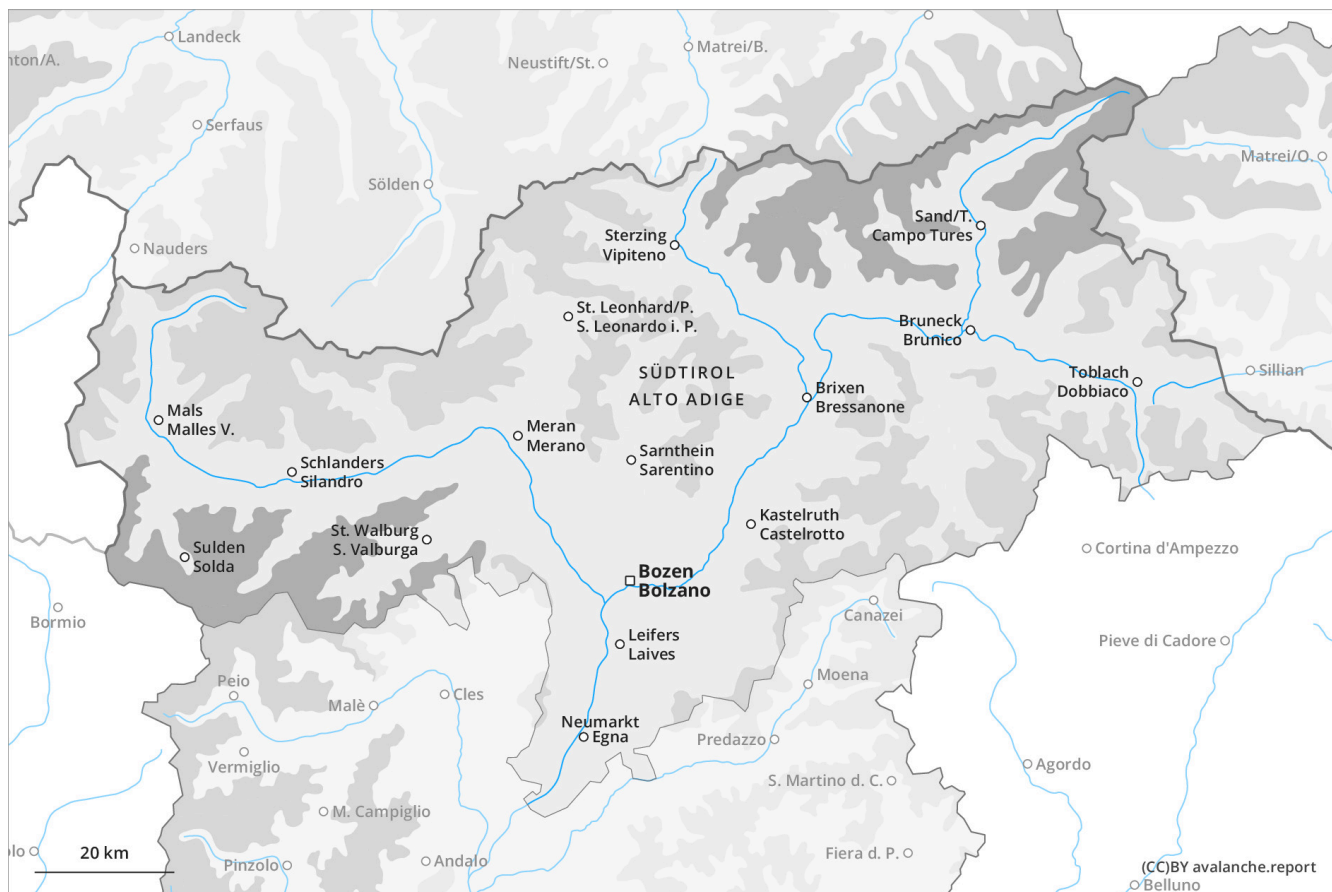 Landeck
nton/A.
Neustift/St.
Matrei/B.
Serfaus
Matrei/O.
Sölden
Sand/T.
Campo Tures
Sterzing
Vipiteno
Nauders
St. Leonhard/P.
S. Leonardo i. P.
Bruneck
Brunico
SÜDTIROL
ALTO ADIGE
Toblach
Dobbiaco
Sillian
Brixen
Bressanone
Mals
Malles V.
Meran
Merano
Sarnthein
Sarentino
Schlanders
Silandro
Kastelruth
Castelrotto
St. Walburg
S. Valburga
Sulden
Solda
Cortina d'Ampezzo
Bozen
Bolzano
Bormio
Canazei
Leifers
Laives
Pieve di Cadore
Peio
Moena
Cles
Malè
Neumarkt
Egna
Predazzo
Vermiglio
Agordo
S. Martino d. C.
M. Campiglio
olo
20 km
Pinzolo
Andalo
Fiera d. P.
(CC)BY avalanche.report
Belluno